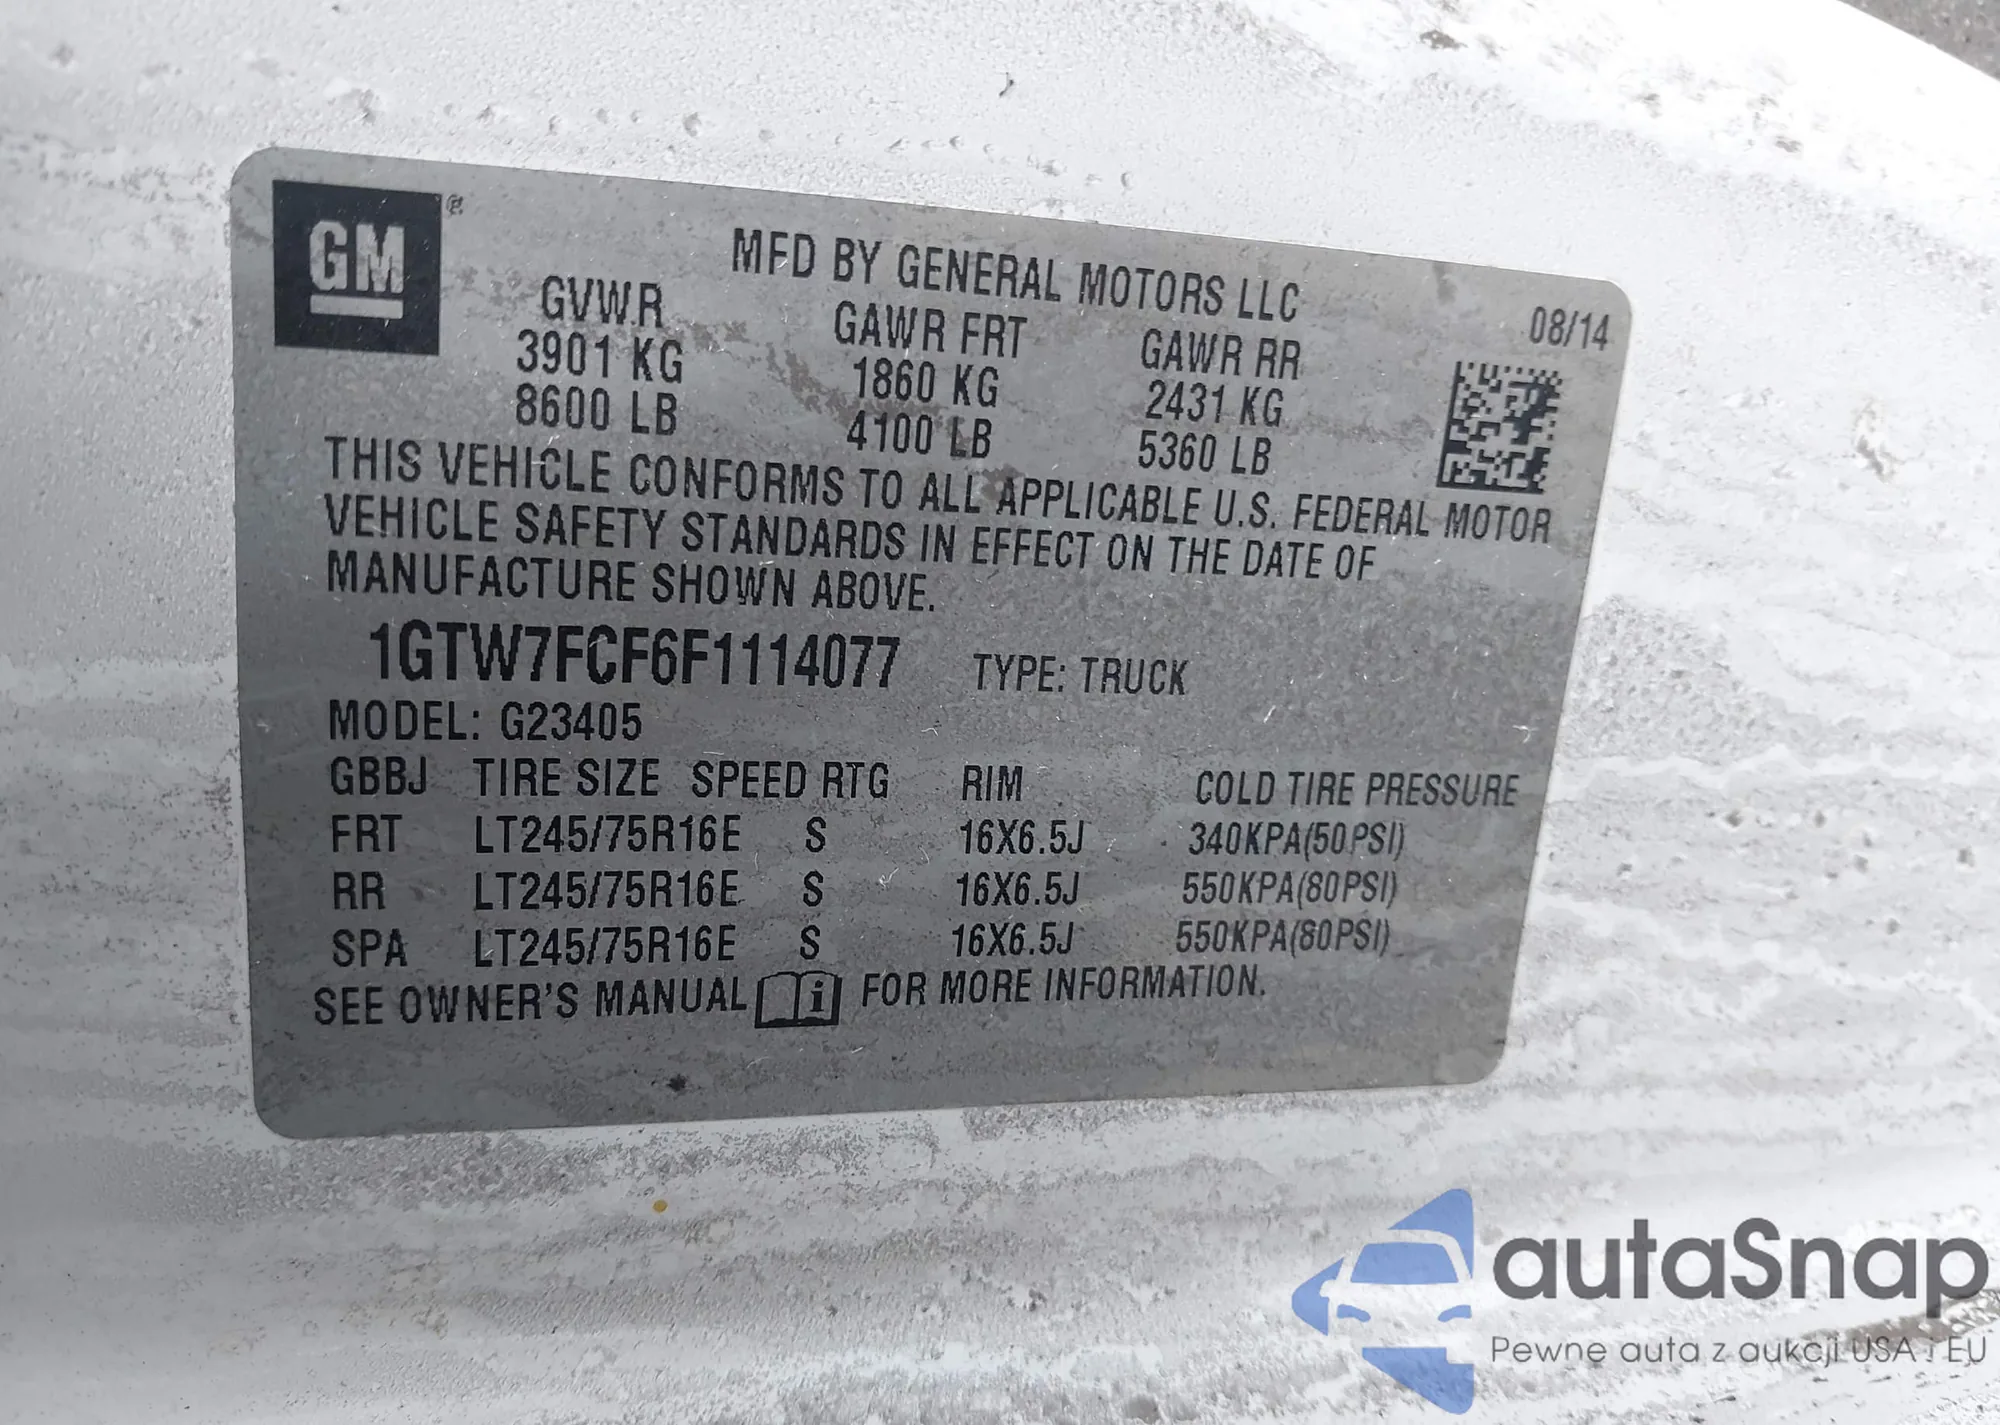 GM ®
MFD BY GENERAL MOTORS LLC
08/14
GVWR GAWR FRT GAWR RR
3901 KG 1860 KG 2431 KG
8600 LB 4100 LB 5360 LB
THIS VEHICLE CONFORMS TO ALL APPLICABLE U.S. FEDERAL MOTOR
VEHICLE SAFETY STANDARDS IN EFFECT ON THE DATE OF
MANUFACTURE SHOWN ABOVE.
1GTW7FCF6F1114077 TYPE: TRUCK
MODEL: G23405
GBBJ TIRE SIZE SPEED RTG RIM COLD TIRE PRESSURE
FRT LT245/75R16E S 16X6.5J 340KPA(50PSI)
RR LT245/75R16E S 16X6.5J 550KPA(80PSI)
SPA LT245/75R16E S 16X6.5J 550KPA(80PSI)
SEE OWNER'S MANUAL i FOR MORE INFORMATION.
autaSnap
Pewne auta z aukcji USA i EU